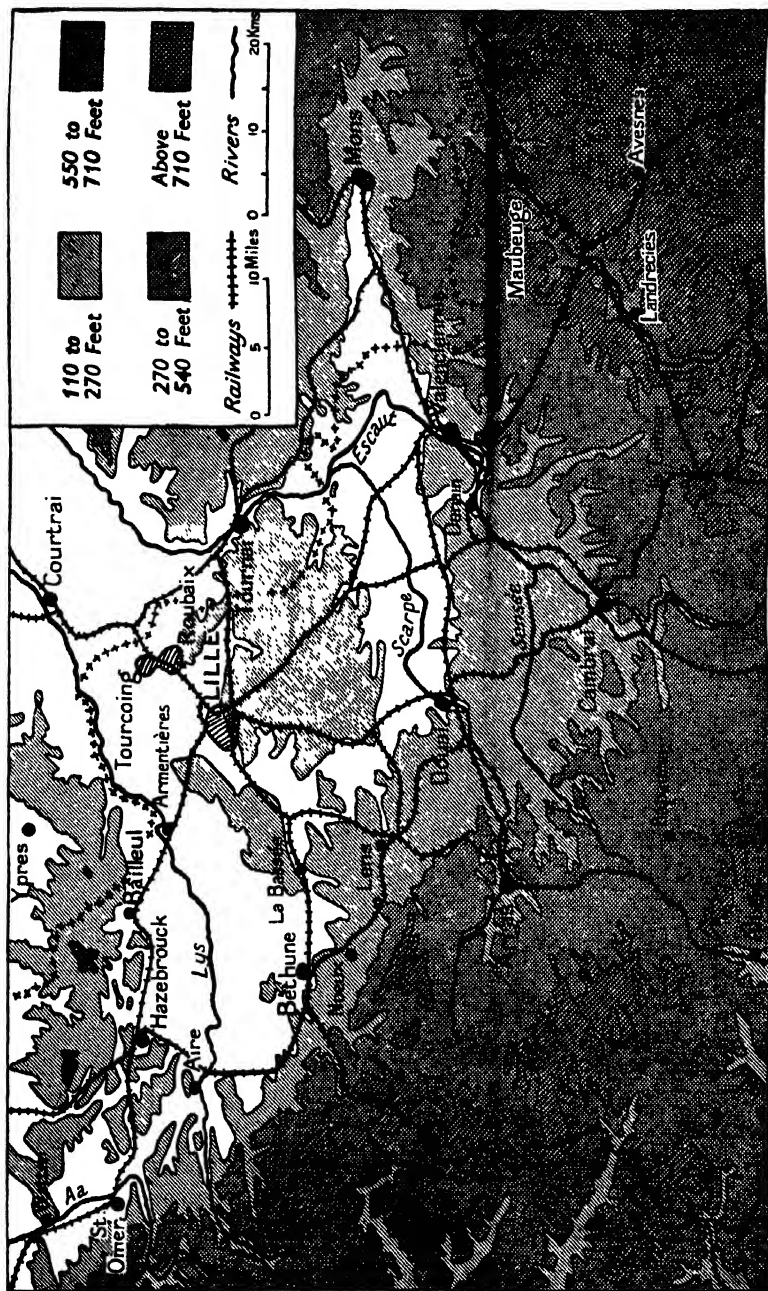 110 to
270 Feet
550 to
710 Feet
270 to
540 Feet
Above
710 Feet
Railways
Rivers
0
5
10 Miles
0
10
20 Kms
Ypres
Courtrai
Bailleul
Tourcoing
Roubaix
Armentières
LILLE
Hazebrouck
Lys
Aire
Aa
St.
Omer
Tournai
Mons
Escaut
Valenciennes
Scarpe
Denain
Sensée
Douai
La Bassée
Béthune
Noeux
Lens
Arras
Cambrai
Maubeuge
Landrecies
Avesnes